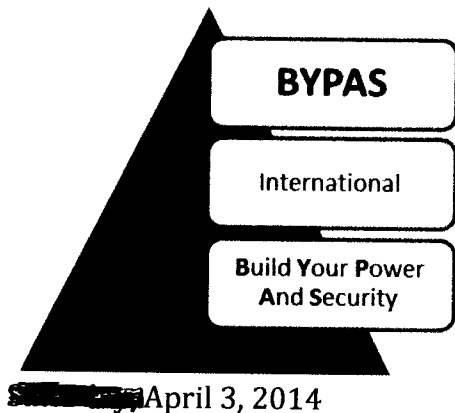 BYPAS
International
Build Your Power
And Security
April 3, 2014